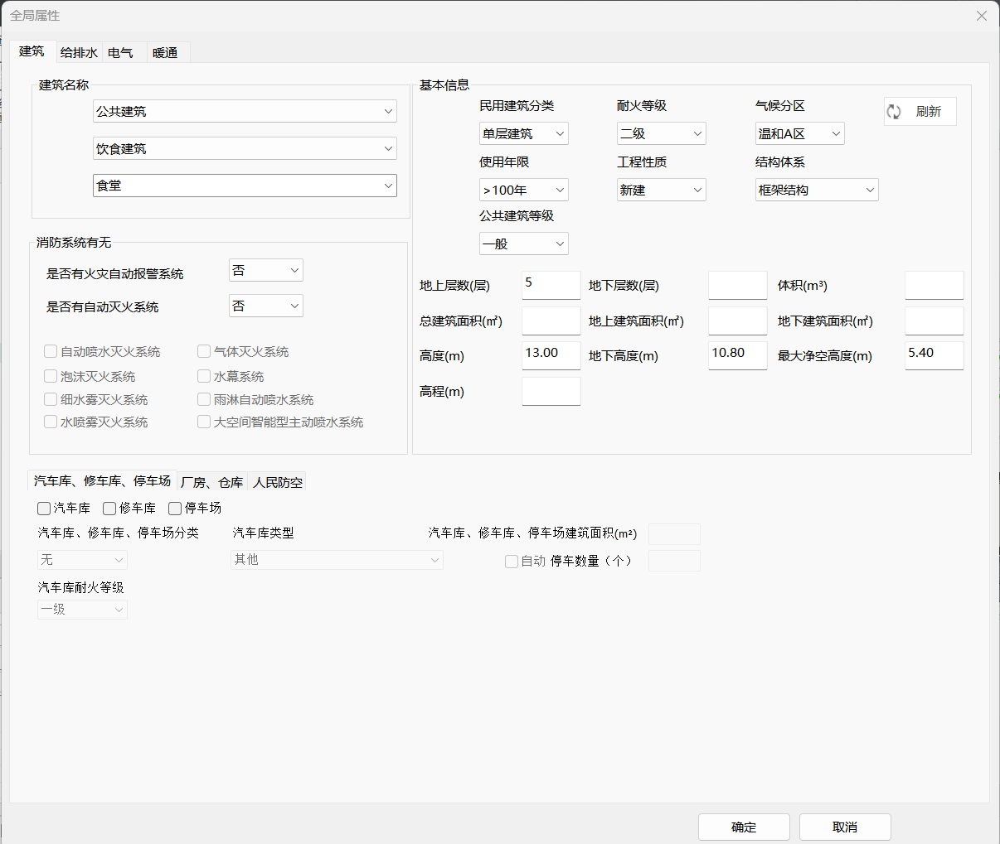 全局属性
建筑 给排水 电气 暖通
建筑名称
公共建筑
饮食建筑
食堂
基本信息
民用建筑分类 耐火等级 气候分区
单层建筑 二级 温和A区 刷新
使用年限 工程性质 结构体系
>100年 新建 框架结构
公共建筑等级
一般
消防系统有无
是否有火灾自动报警系统 否
是否有自动灭火系统 否
自动喷水灭火系统 气体灭火系统
泡沫灭火系统 水幕系统
细水雾灭火系统 雨淋自动喷水系统
水喷雾灭火系统 大空间智能型主动喷水系统
地上层数(层) 5 地下层数(层) 体积(m³)
总建筑面积(㎡) 地上建筑面积(㎡) 地下建筑面积(㎡)
高度(m) 13.00 地下高度(m) 10.80 最大净空高度(m) 5.40
高程(m)
汽车库、修车库、停车场 厂房、仓库 人民防空
汽车库 修车库 停车场
汽车库、修车库、停车场分类 汽车库类型 汽车库、修车库、停车场建筑面积(m²)
无 其他 自动 停车数量（个）
汽车库耐火等级
一级
确定 取消